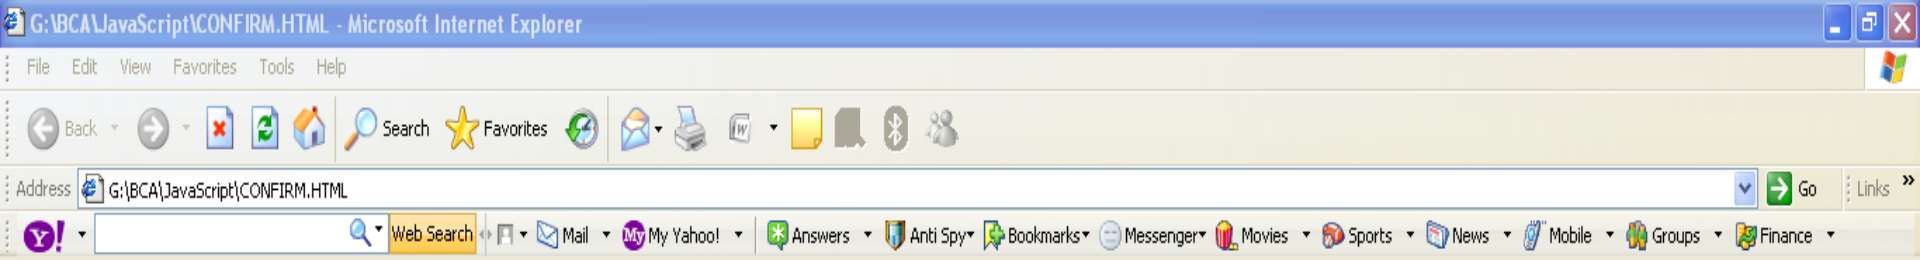 G:\BCA\JavaScript\CONFIRM.HTML - Microsoft Internet Explorer
File Edit View Favorites Tools Help
Back Search Favorites W
Address G:\BCA\JavaScript\CONFIRM.HTML Go Links »
Y! Web Search Mail My My Yahoo! Answers Anti Spy Bookmarks Messenger Movies Sports News Mobile Groups Finance